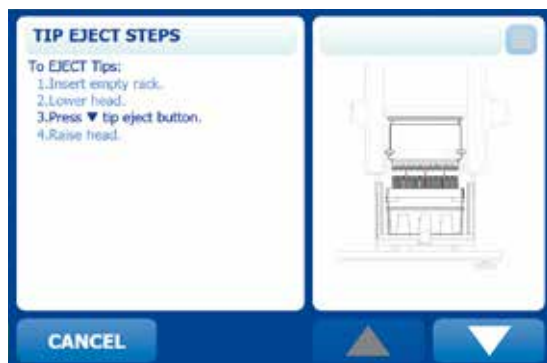 TIP EJECT STEPS
To EJECT Tips:
1.Insert empty rack.
2.Lower head.
3.Press ▼ tip eject button.
4.Raise head.
CANCEL